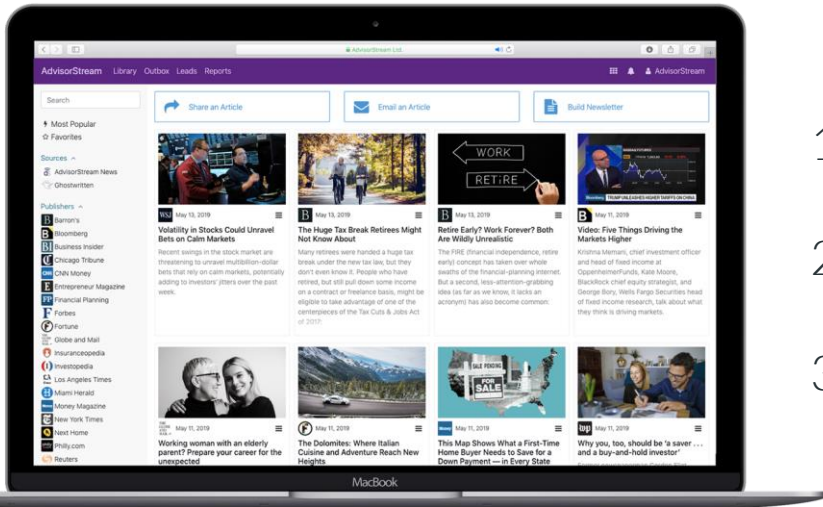 AdvisorStream Ltd.
AdvisorStream Library Outbox Leads Reports AdvisorStream
Search
Most Popular
Favorites
Sources
AdvisorStream News
Ghostwritten
Publishers
Barron's
Bloomberg
Business Insider
Chicago Tribune
CNN Money
Entrepreneur Magazine
Financial Planning
Forbes
Fortune
Globe and Mail
Insuranceopedia
Investopedia
Los Angeles Times
Miami Herald
Money Magazine
New York Times
Next Home
Philly.com
Reuters
Share an Article
Email an Article
Build Newsletter
WSJ May 13, 2019
Volatility in Stocks Could Unravel
Bets on Calm Markets
Recent swings in the stock market are
threatening to unravel multibillion-dollar
bets that rely on calm markets, potentially
adding to investors' jitters over the past
week.
B May 13, 2019
The Huge Tax Break Retirees Might
Not Know About
Many retirees were handed a huge tax
break under the new tax law, but they
don't even know it. People who have
retired, but still pull down some income
on a contract or freelance basis, might be
eligible to take advantage of one of the
centerpieces of the Tax Cuts & Jobs Act
of 2017:
WORK
RETIRE
B May 13, 2019
Retire Early? Work Forever? Both
Are Wildly Unrealistic
The FIRE (financial independence, retire
early) concept has taken over whole
swaths of the financial-planning internet.
But a second, less-attention-grabbing
idea (as far as we know, it lacks an
acronym) has also become common:
TRUMP UNLEASHES HIGHER TARIFFS ON CHINA
B May 11, 2019
Video: Five Things Driving the
Markets Higher
Krishna Memani, chief investment officer
and head of fixed income at
OppenheimerFunds, Kate Moore,
BlackRock chief equity strategist, and
George Bory, Wells Fargo Securities head
of fixed income research, talk about what
they think is driving markets.
May 11, 2019
Working woman with an elderly
parent? Prepare your career for the
unexpected
F May 11, 2019
The Dolomites: Where Italian
Cuisine and Adventure Reach New
Heights
SALE PENDING
FOR
SALE
Money May 11, 2019
This Map Shows What a First-Time
Home Buyer Needs to Save for a
Down Payment — in Every State
wp May 11, 2019
Why you, too, should be 'a saver . . .
and a buy-and-hold investor'
MacBook
2
3